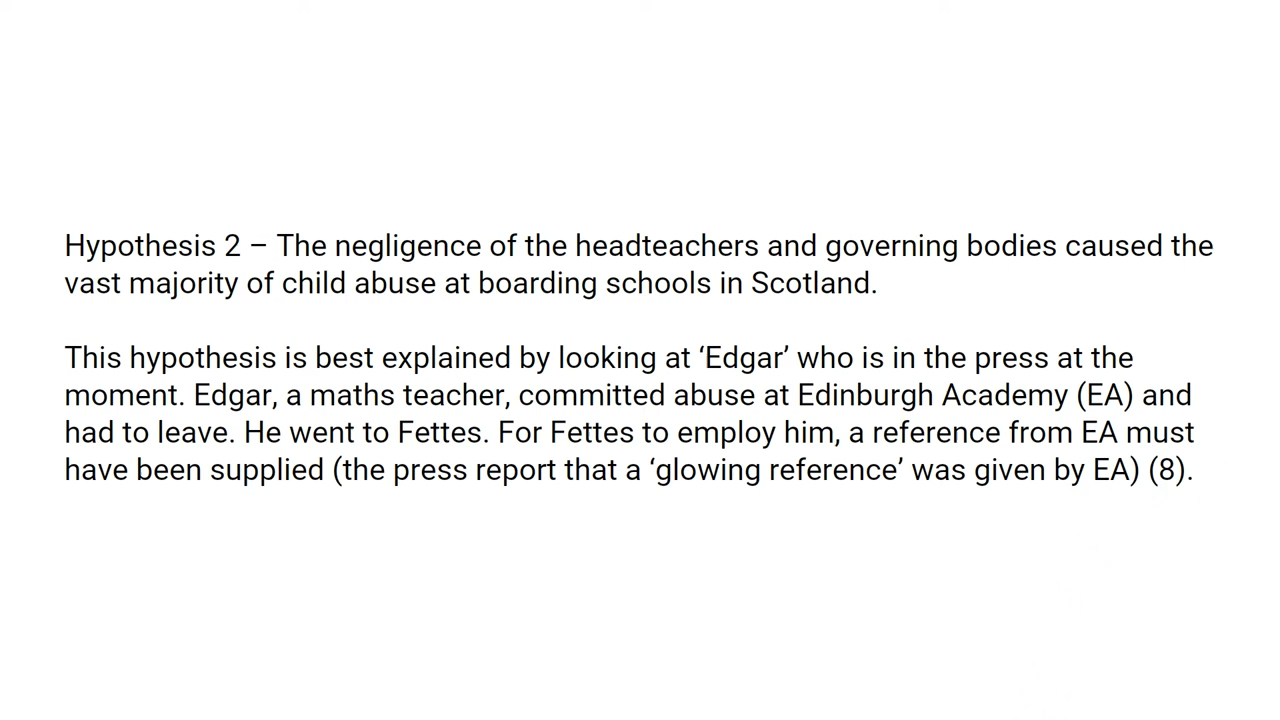 Hypothesis 2 – The negligence of the headteachers and governing bodies caused the
vast majority of child abuse at boarding schools in Scotland.
This hypothesis is best explained by looking at ‘Edgar’ who is in the press at the
moment. Edgar, a maths teacher, committed abuse at Edinburgh Academy (EA) and
had to leave. He went to Fettes. For Fettes to employ him, a reference from EA must
have been supplied (the press report that a ‘glowing reference’ was given by EA) (8).